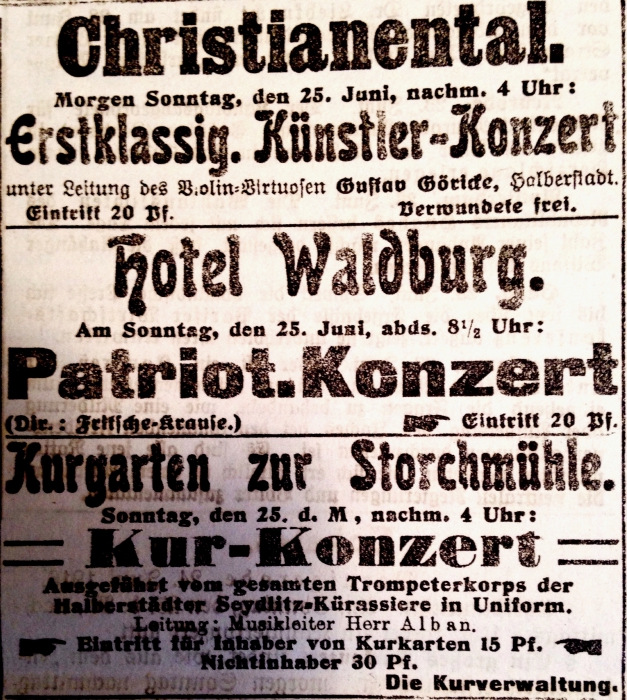 Christianental.
Morgen Sonntag, den 25. Juni, nachm. 4 Uhr:
Erstklassig. Künstler-Konzert
unter Leitung des Violin-Virtuosen Gustav Göricke, Halberstadt.
Eintritt 20 Pf. Verwundete frei.
Hotel Waldburg.
Am Sonntag, den 25. Juni, abds. 8½ Uhr:
Patriot.Konzert
(Dir.: Fritsche-Krause.) Eintritt 20 Pf.
Kurgarten zur Storchmühle.
Sonntag, den 25. d. M., nachm. 4 Uhr:
Kur-Konzert
Ausgeführt vom gesamten Trompeterkorps der
Halberstädter Seydlitz-Kürassiere in Uniform.
Leitung: Musikleiter Herr Alban.
Eintritt für Inhaber von Kurkarten 15 Pf.
Nichtinhaber 30 Pf.
Die Kurverwaltung.